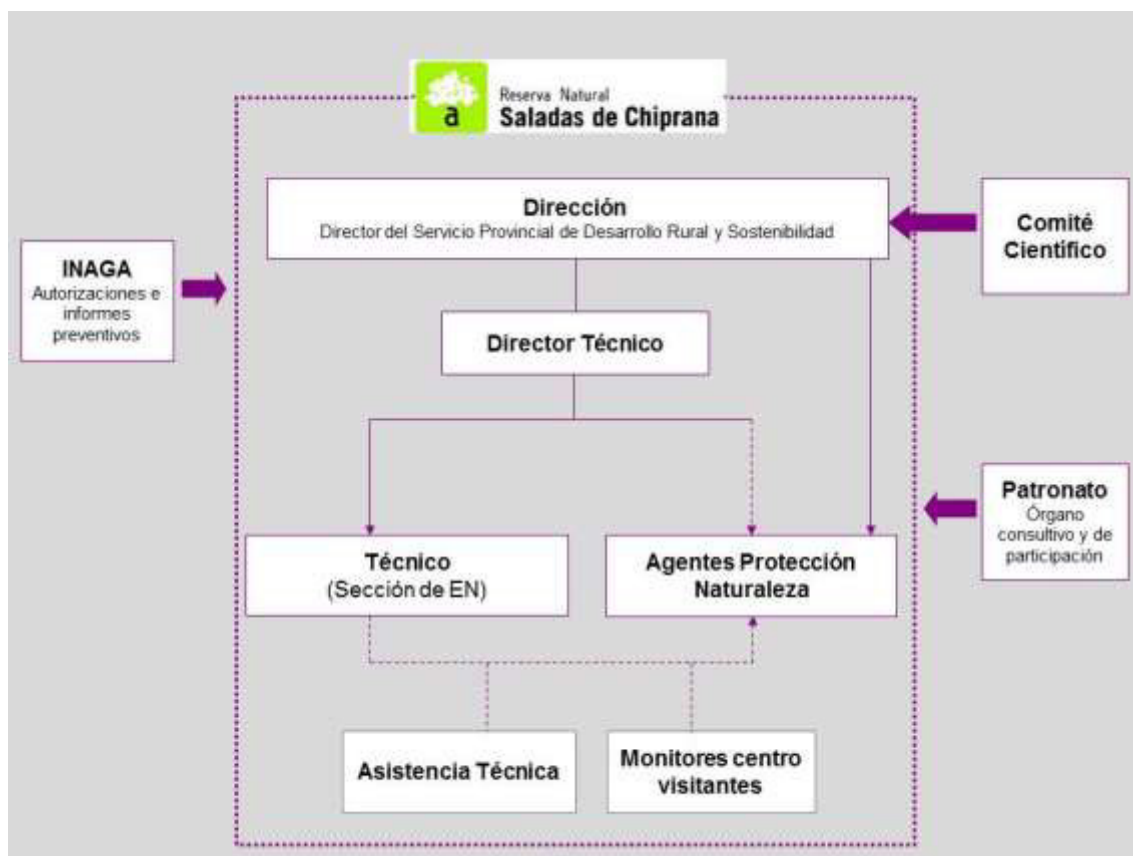 Reserva Natural
Saladas de Chiprana
a
Dirección
Director del Servicio Provincial de Desarrollo Rural y Sostenibilidad
Comité
Científico
INAGA
Autorizaciones e
informes
preventivos
Director Técnico
Patronato
Órgano
consultivo y de
participación
Técnico
(Sección de EN)
Agentes Protección
Naturaleza
Asistencia Técnica
Monitores centro
visitantes